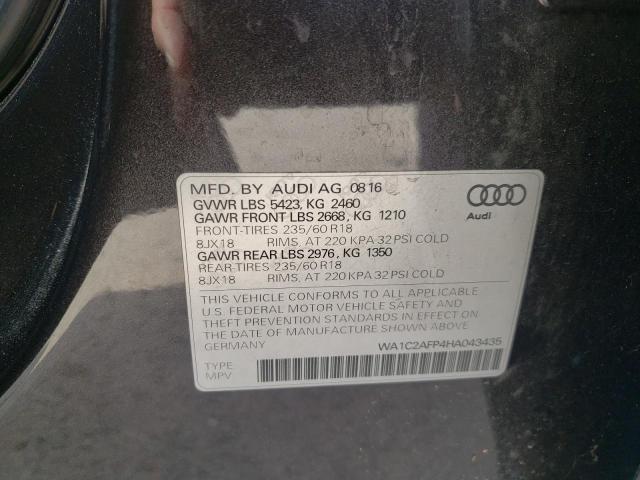 MFD. BY AUDI AG 08 16
GVWR LBS 5423, KG 2460
GAWR FRONT LBS 2668, KG 1210
FRONT-TIRES 235/60 R18
8JX18 RIMS, AT 220 KPA 32 PSI COLD
GAWR REAR LBS 2976, KG 1350
REAR-TIRES 235/60 R18
8JX18 RIMS, AT 220 KPA 32 PSI COLD
Audi
THIS VEHICLE CONFORMS TO ALL APPLICABLE
U.S. FEDERAL MOTOR VEHICLE SAFETY AND
THEFT PREVENTION STANDARDS IN EFFECT ON
THE DATE OF MANUFACTURE SHOWN ABOVE.
GERMANY WA1C2AFP4HA043435
TYPE
MPV